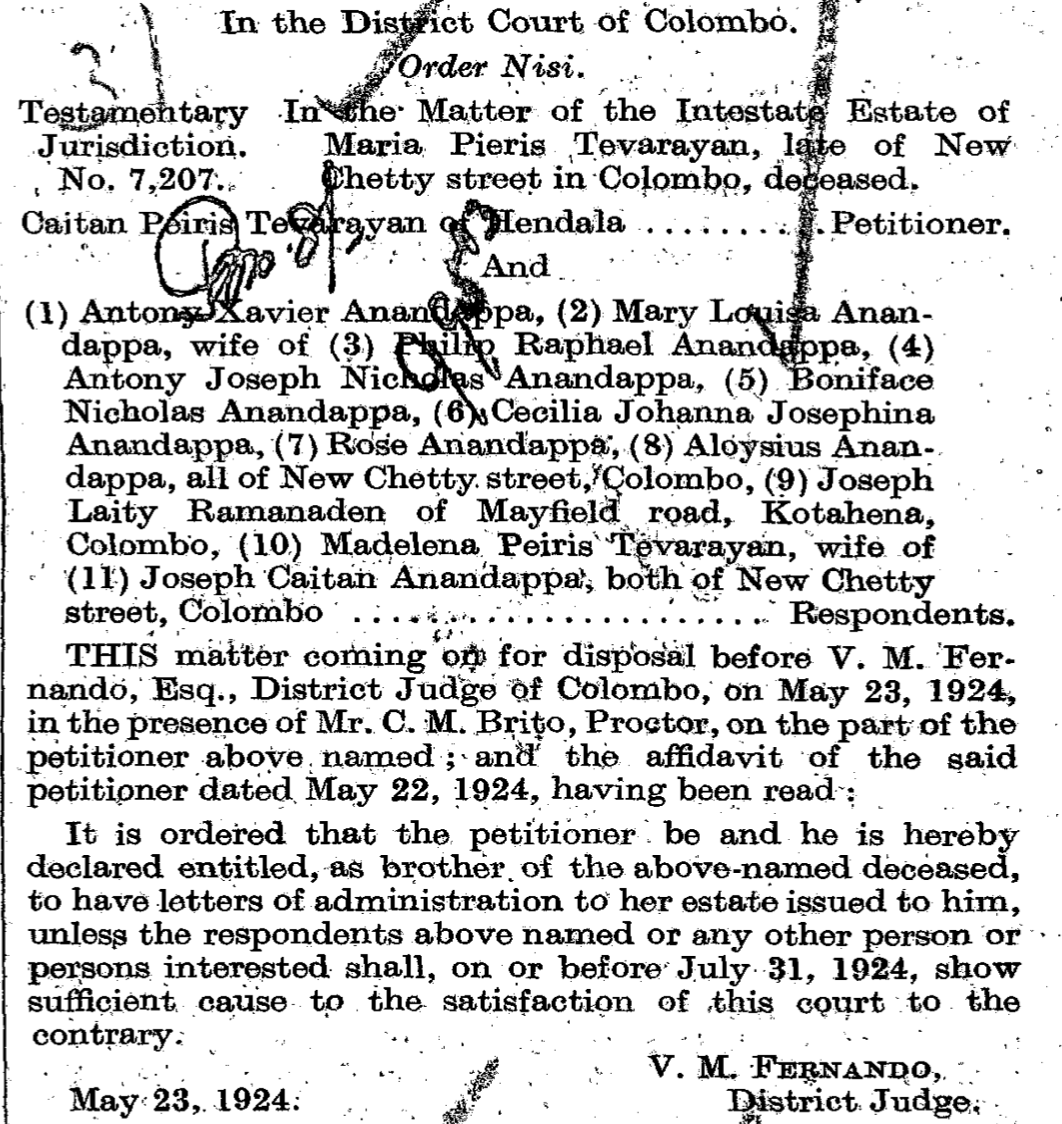 In the District Court of Colombo.
Order Nisi.
Testamentary Jurisdiction. No. 7,207.
In the Matter of the Intestate Estate of
Maria Pieris Tevarayan, late of New
Chetty street in Colombo, deceased.
Caitan Peiris Tevarayan of Hendala ......... Petitioner.
And
(1) Antony Xavier Anandappa, (2) Mary Louisa Anan-
dappa, wife of (3) Philip Raphael Anandappa, (4)
Antony Joseph Nicholas Anandappa, (5) Boniface
Nicholas Anandappa, (6) Cecilia Johanna Josephina
Anandappa, (7) Rose Anandappa, (8) Aloysius Anan-
dappa, all of New Chetty street, Colombo, (9) Joseph
Laity Ramanaden of Mayfield road, Kotahena,
Colombo, (10) Madelena Peiris Tevarayan, wife of
(11) Joseph Caitan Anandappa, both of New Chetty
street, Colombo ...................... Respondents.
THIS matter coming on for disposal before V. M. Fer-
nando, Esq., District Judge of Colombo, on May 23, 1924,
in the presence of Mr. C. M. Brito, Proctor, on the part of the
petitioner above named; and the affidavit of the said
petitioner dated May 22, 1924, having been read:
It is ordered that the petitioner be and he is hereby
declared entitled, as brother of the above-named deceased,
to have letters of administration to her estate issued to him,
unless the respondents above named or any other person or
persons interested shall, on or before July 31, 1924, show
sufficient cause to the satisfaction of this court to the
contrary.
V. M. FERNANDO,
May 23, 1924. District Judge.